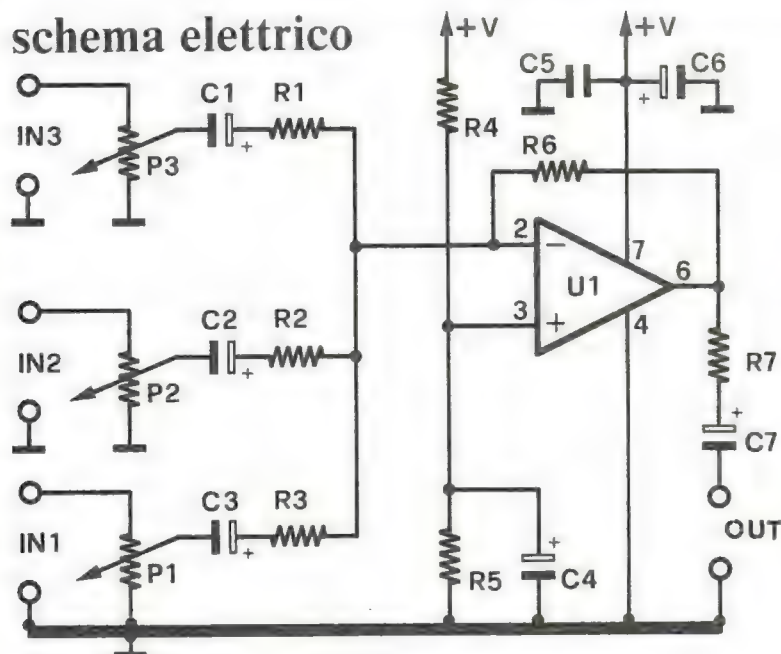 schema elettrico
+V
+V
C5
C6
+
C1
R1
R4
IN3
+
P3
R6
2
−
7
6
U1
3
+
4
C2
R2
IN2
+
P2
R7
+
C7
C3
R3
IN1
+
P1
OUT
R5
+
C4